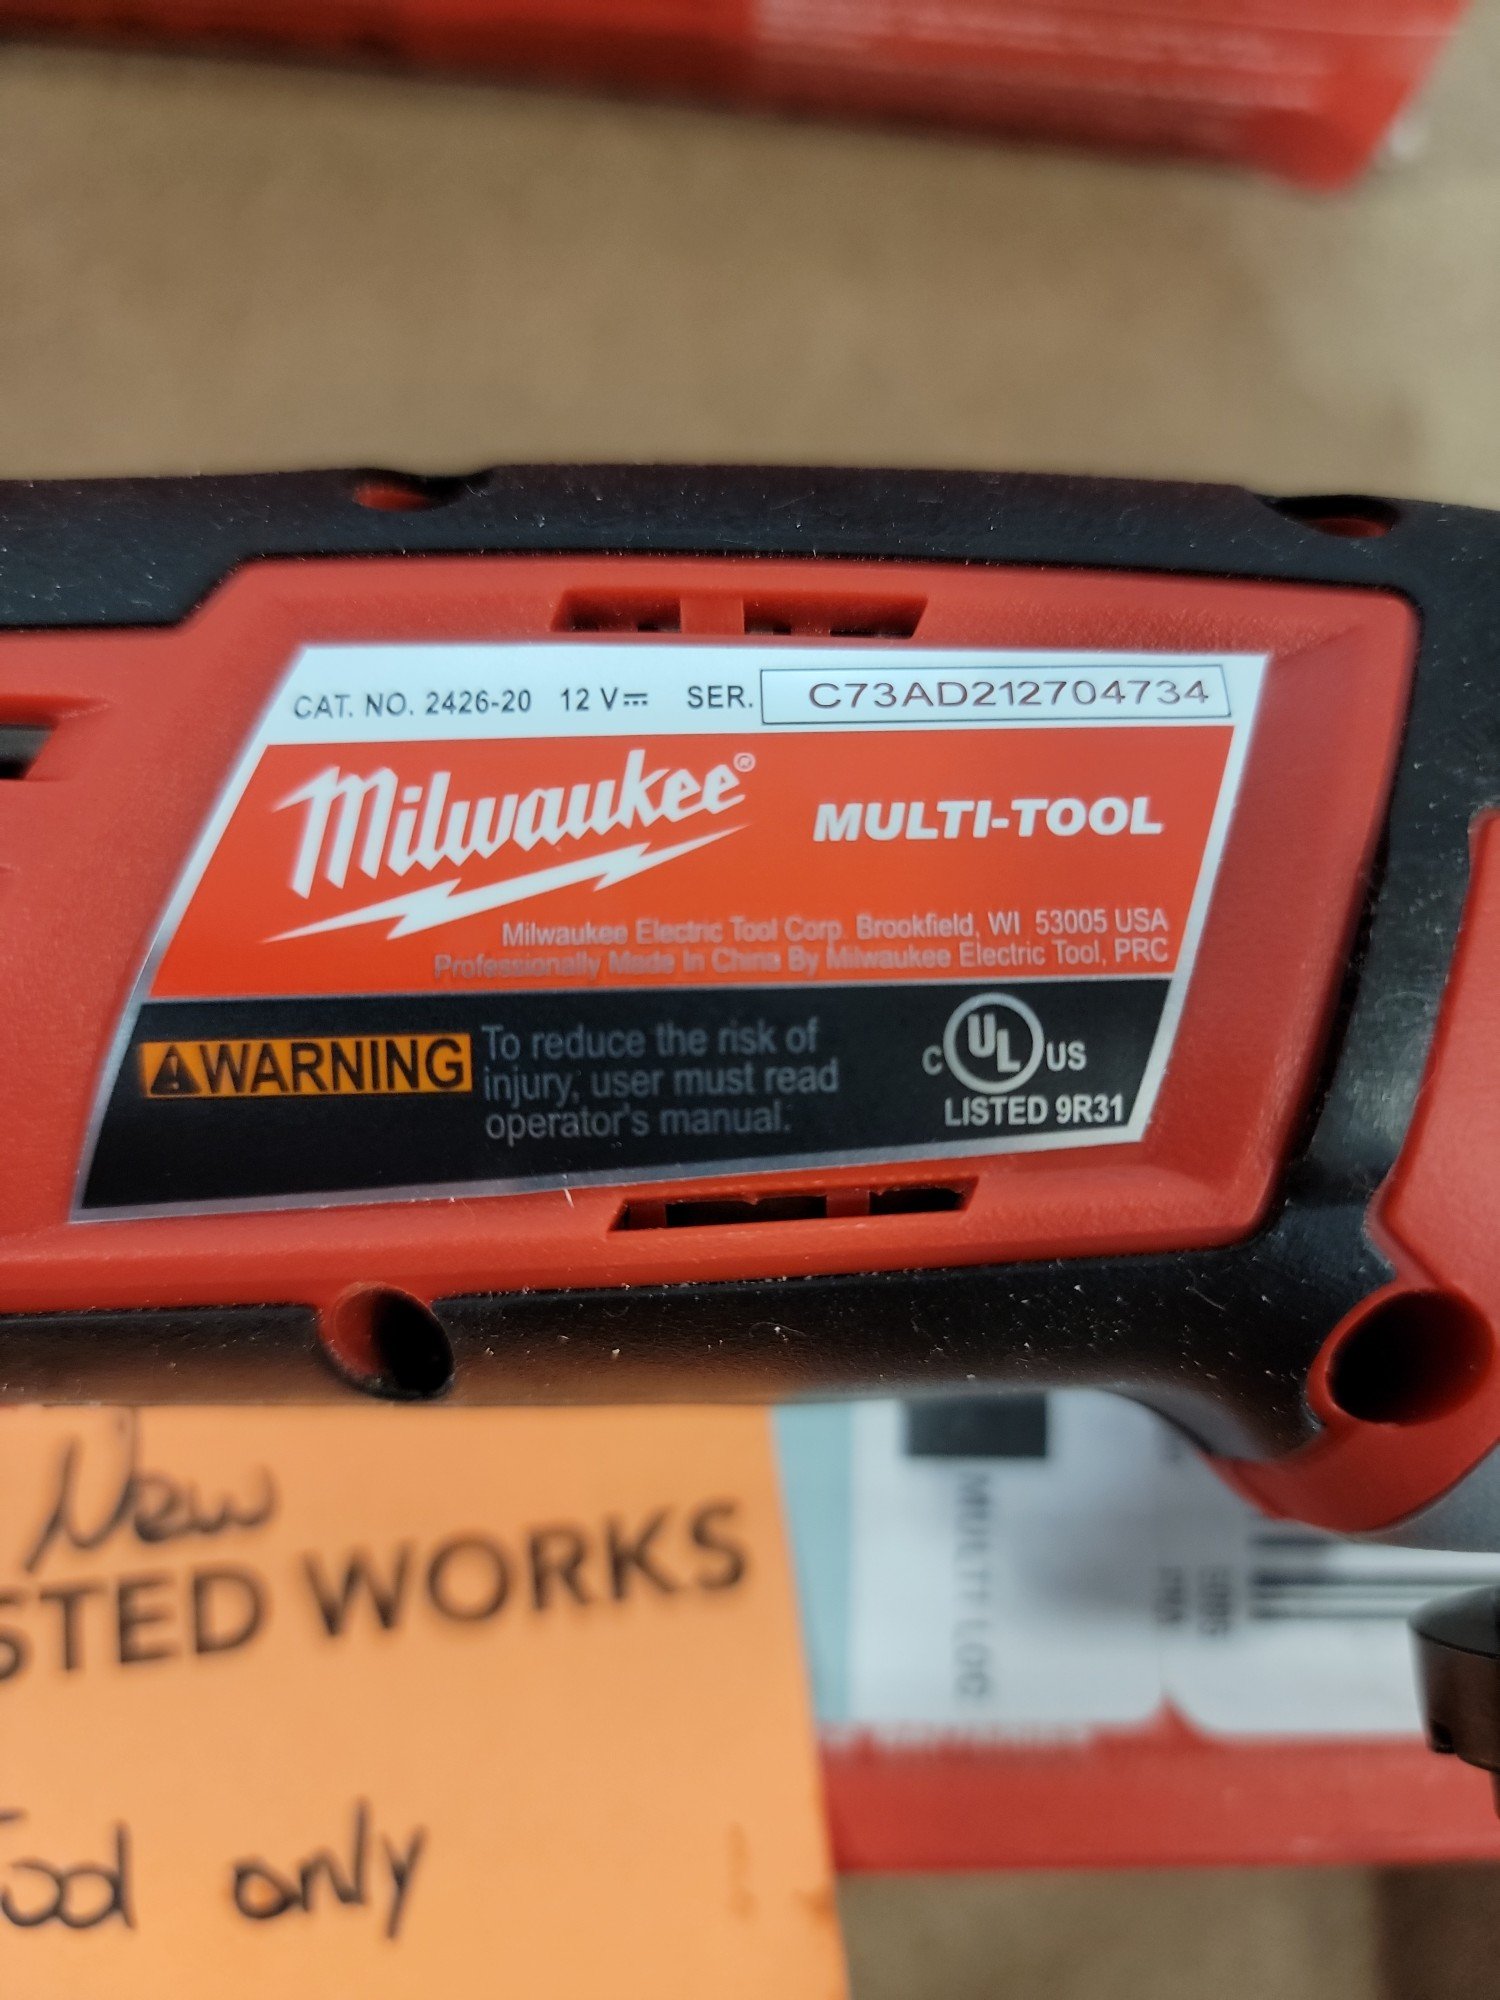 CAT. NO. 2426-20 12 V⎓ SER. C73AD212704734
Milwaukee®
MULTI-TOOL
Milwaukee Electric Tool Corp. Brookfield, WI 53005 USA
Professionally Made In China By Milwaukee Electric Tool, PRC
⚠WARNING To reduce the risk of
injury, user must read
operator's manual.
C UL US
LISTED 9R31
New
STED WORKS
Tool only